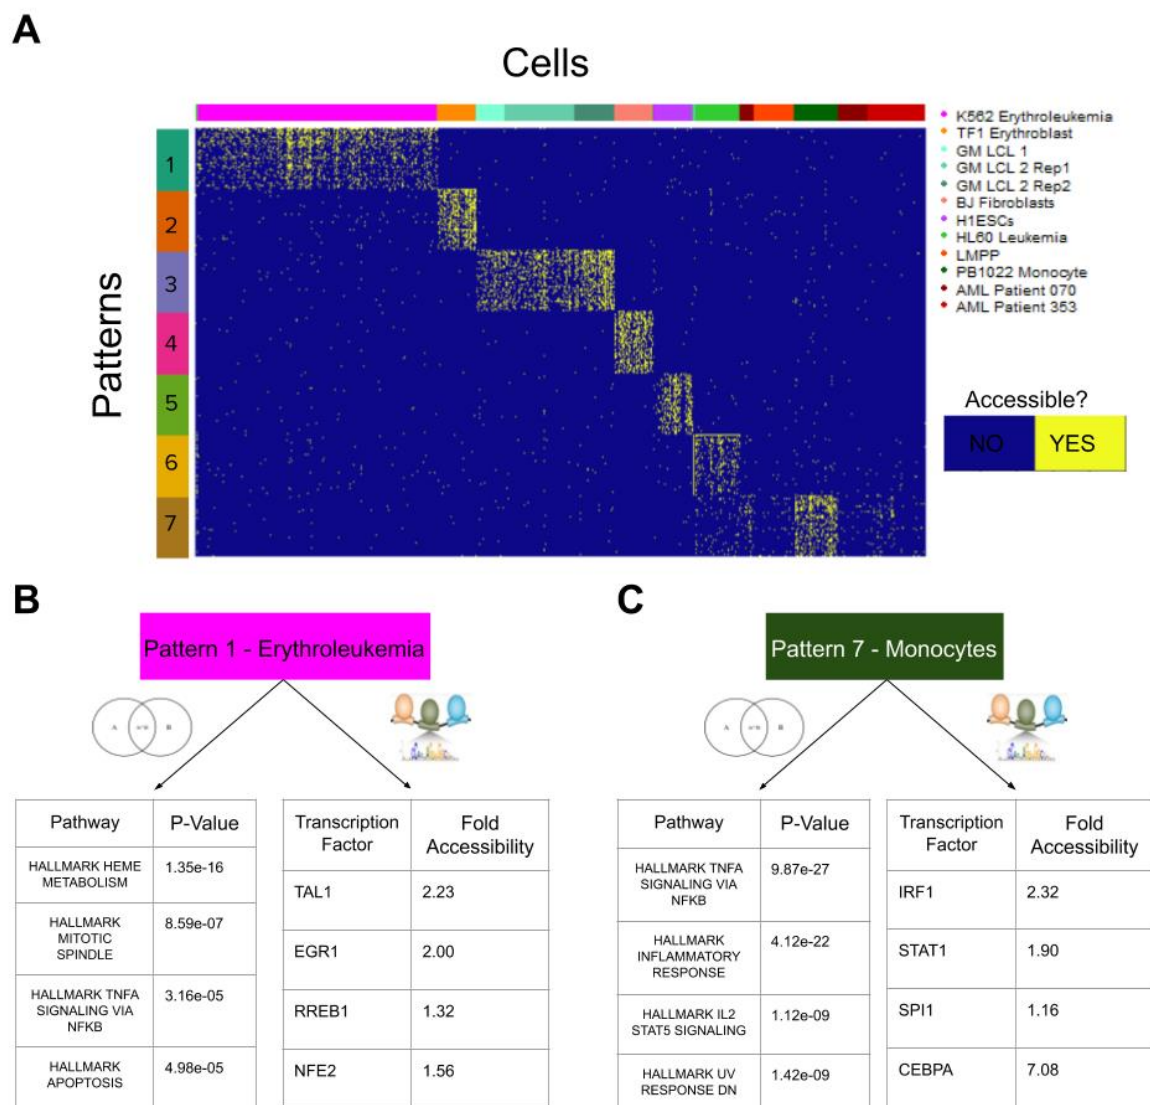 A
Cells
Patterns
1
2
3
4
5
6
7
K562 Erythroleukemia
TF1 Erythroblast
GM LCL 1
GM LCL 2 Rep1
GM LCL 2 Rep2
BJ Fibroblasts
H1ESCs
HL60 Leukemia
LMPP
PB1022 Monocyte
AML Patient 070
AML Patient 353
Accessible?
NO YES
B
Pattern 1 - Erythroleukemia
A B
Pathway P-Value
HALLMARK HEME
METABOLISM
1.35e-16
HALLMARK
MITOTIC
SPINDLE
8.59e-07
HALLMARK TNFA
SIGNALING VIA
NFKB
3.16e-05
HALLMARK
APOPTOSIS
4.98e-05
Transcription
Factor
Fold
Accessibility
TAL1 2.23
EGR1 2.00
RREB1 1.32
NFE2 1.56
C
Pattern 7 - Monocytes
A B
Pathway P-Value
HALLMARK TNFA
SIGNALING VIA
NFKB
9.87e-27
HALLMARK
INFLAMMATORY
RESPONSE
4.12e-22
HALLMARK IL2
STAT5 SIGNALING
1.12e-09
HALLMARK UV
RESPONSE DN
1.42e-09
Transcription
Factor
Fold
Accessibility
IRF1 2.32
STAT1 1.90
SPI1 1.16
CEBPA 7.08